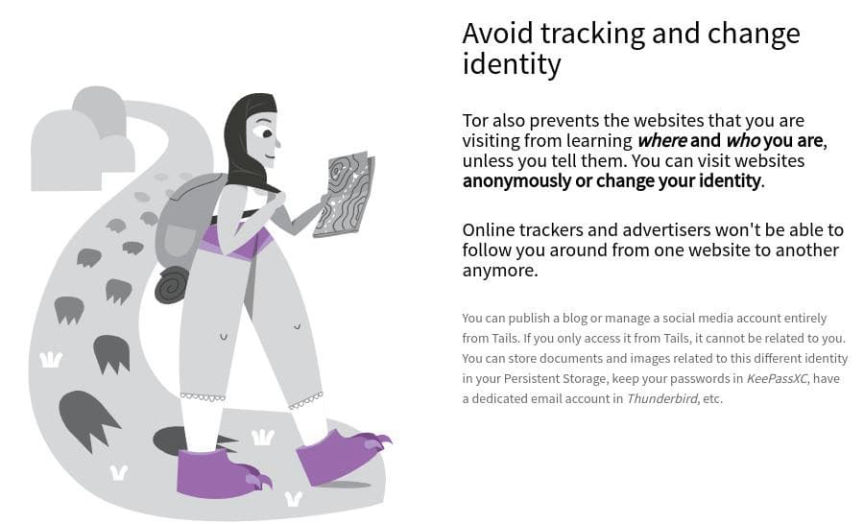 Avoid tracking and change
identity
Tor also prevents the websites that you are
visiting from learning where and who you are,
unless you tell them. You can visit websites
anonymously or change your identity.
Online trackers and advertisers won't be able to
follow you around from one website to another
anymore.
You can publish a blog or manage a social media account entirely
from Tails. If you only access it from Tails, it cannot be related to you.
You can store documents and images related to this different identity
in your Persistent Storage, keep your passwords in KeePassXC, have
a dedicated email account in Thunderbird, etc.